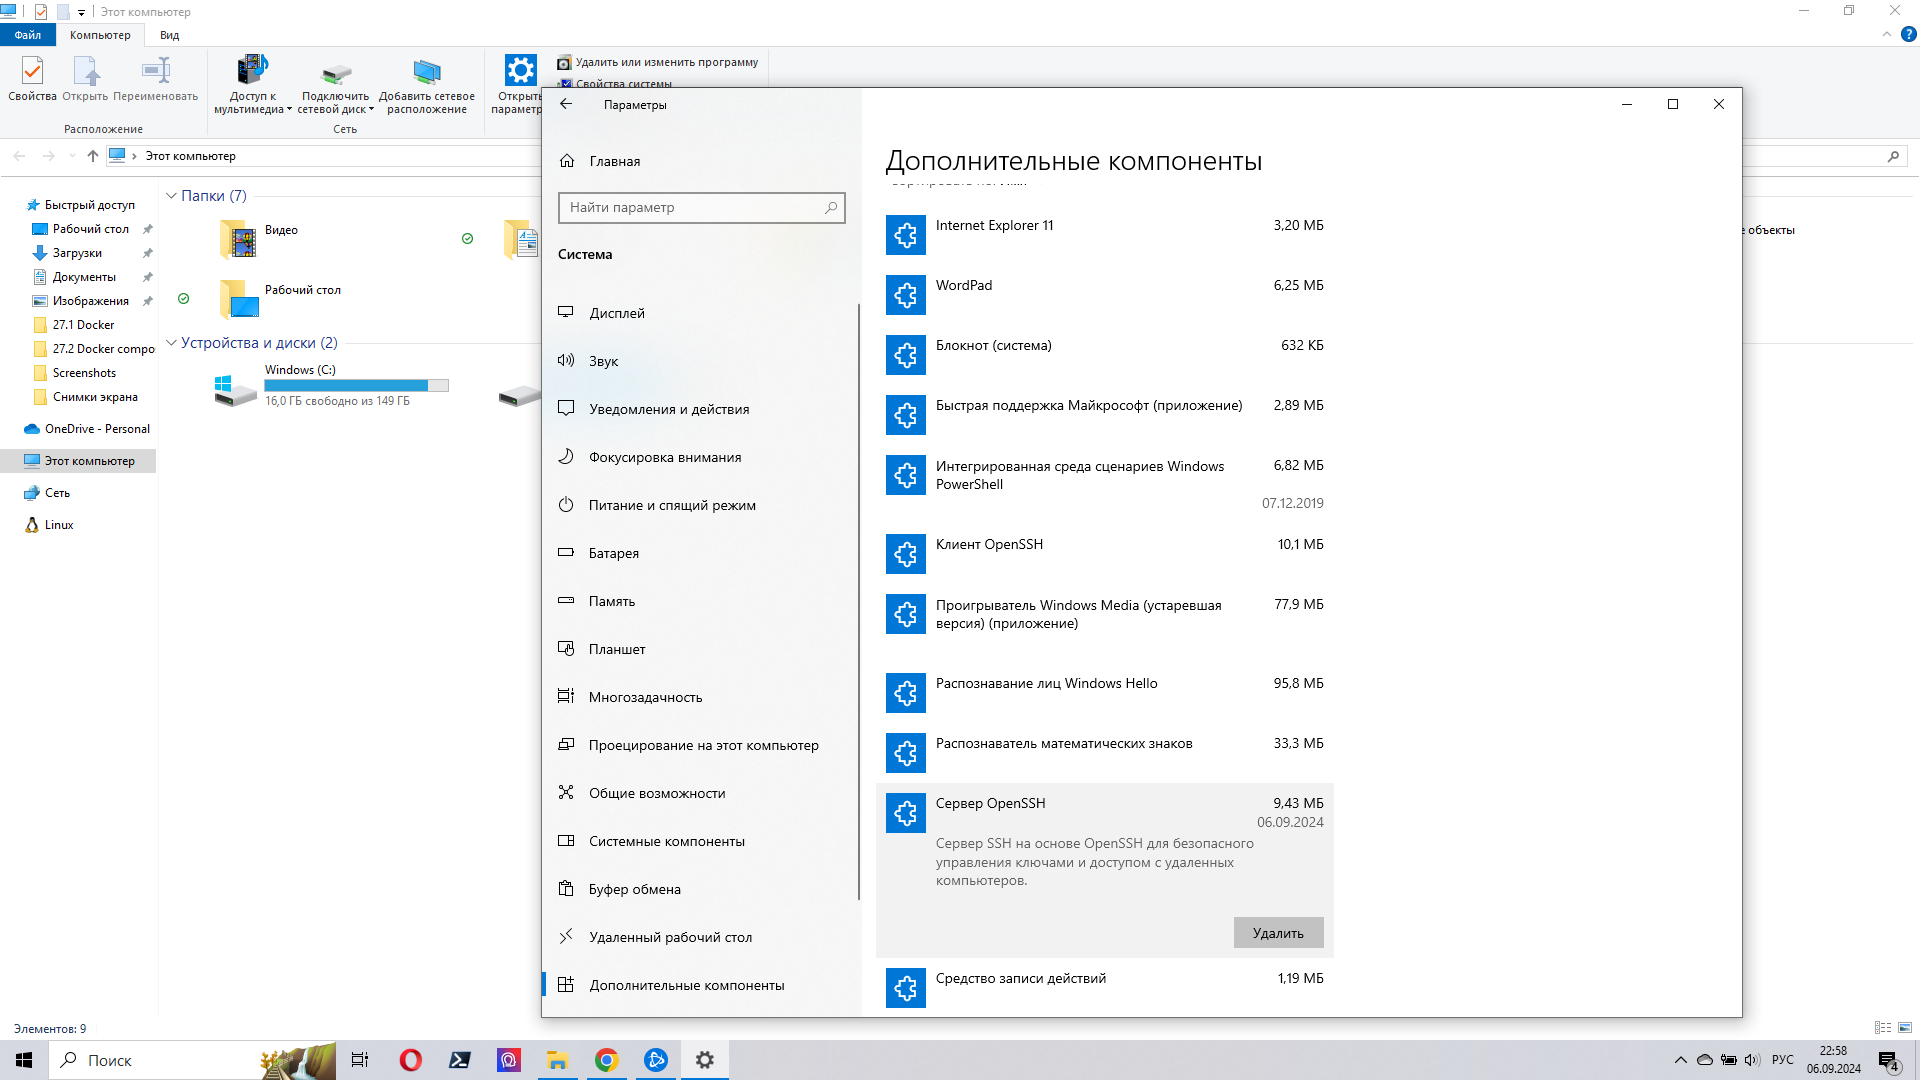 Этот компьютер
Файл
Компьютер
Вид
Свойства
Открыть
Переименовать
Доступ к
мультимедиа
Подключить
сетевой диск
Добавить сетевое
расположение
Открыть
параметр
Удалить или изменить программу
Свойства системы
Расположение
Сеть
Этот компьютер
Быстрый доступ
Рабочий стол
Загрузки
Документы
Изображения
27.1 Docker
27.2 Docker compo
Screenshots
Снимки экрана
OneDrive - Personal
Этот компьютер
Сеть
Linux
Папки (7)
Видео
Рабочий стол
Устройства и диски (2)
Windows (C:)
16,0 ГБ свободно из 149 ГБ
е объекты
Элементов: 9
Параметры
Главная
Найти параметр
Система
Дисплей
Звук
Уведомления и действия
Фокусировка внимания
Питание и спящий режим
Батарея
Память
Планшет
Многозадачность
Проецирование на этот компьютер
Общие возможности
Системные компоненты
Буфер обмена
Удаленный рабочий стол
Дополнительные компоненты
Дополнительные компоненты
Internet Explorer 11 3,20 МБ
WordPad 6,25 МБ
Блокнот (система) 632 КБ
Быстрая поддержка Майкрософт (приложение) 2,89 МБ
Интегрированная среда сценариев Windows 6,82 МБ
PowerShell
07.12.2019
Клиент OpenSSH 10,1 МБ
Проигрыватель Windows Media (устаревшая 77,9 МБ
версия) (приложение)
Распознавание лиц Windows Hello 95,8 МБ
Распознаватель математических знаков 33,3 МБ
Сервер OpenSSH 9,43 МБ
06.09.2024
Сервер SSH на основе OpenSSH для безопасного
управления ключами и доступом с удаленных
компьютеров.
Удалить
Средство записи действий 1,19 МБ
Поиск
РУС
22:58
06.09.2024
4